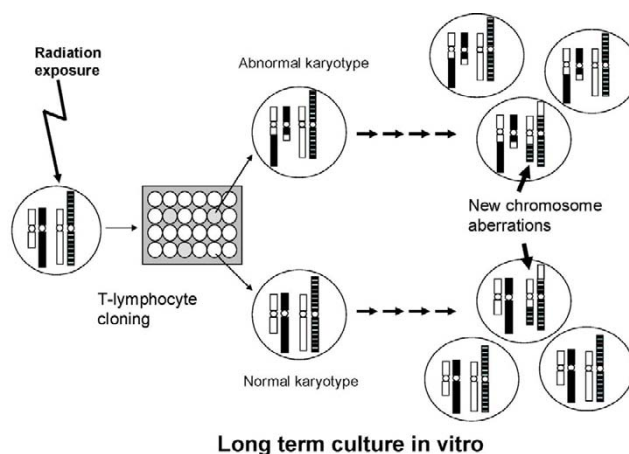 Radiation
exposure
Abnormal karyotype
New chromosome
aberrations
T-lymphocyte
cloning
Normal karyotype
Long term culture in vitro